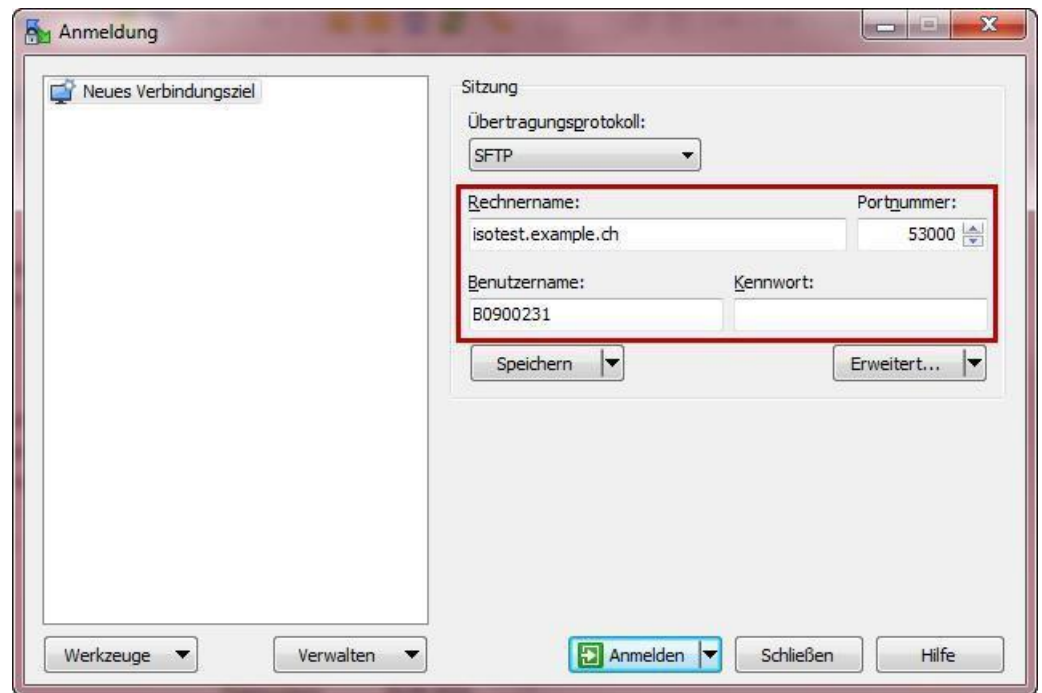 Anmeldung
Neues Verbindungsziel
Sitzung
Übertragungsprotokoll:
SFTP
Rechnername: Portnummer:
isotest.example.ch 53000
Benutzername: Kennwort:
B0900231
Speichern Erweitert...
Werkzeuge Verwalten Anmelden Schließen Hilfe